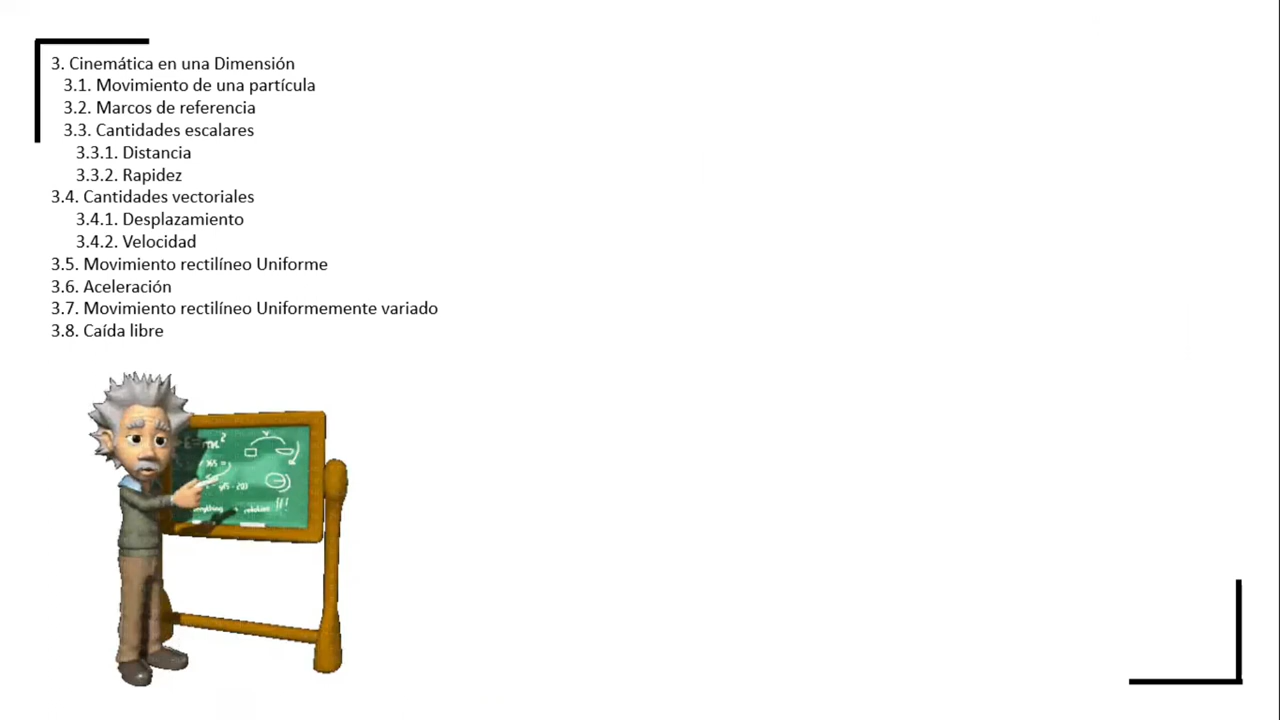 3. Cinemática en una Dimensión
3.1. Movimiento de una partícula
3.2. Marcos de referencia
3.3. Cantidades escalares
3.3.1. Distancia
3.3.2. Rapidez
3.4. Cantidades vectoriales
3.4.1. Desplazamiento
3.4.2. Velocidad
3.5. Movimiento rectilíneo Uniforme
3.6. Aceleración
3.7. Movimiento rectilíneo Uniformemente variado
3.8. Caída libre
E=mc²